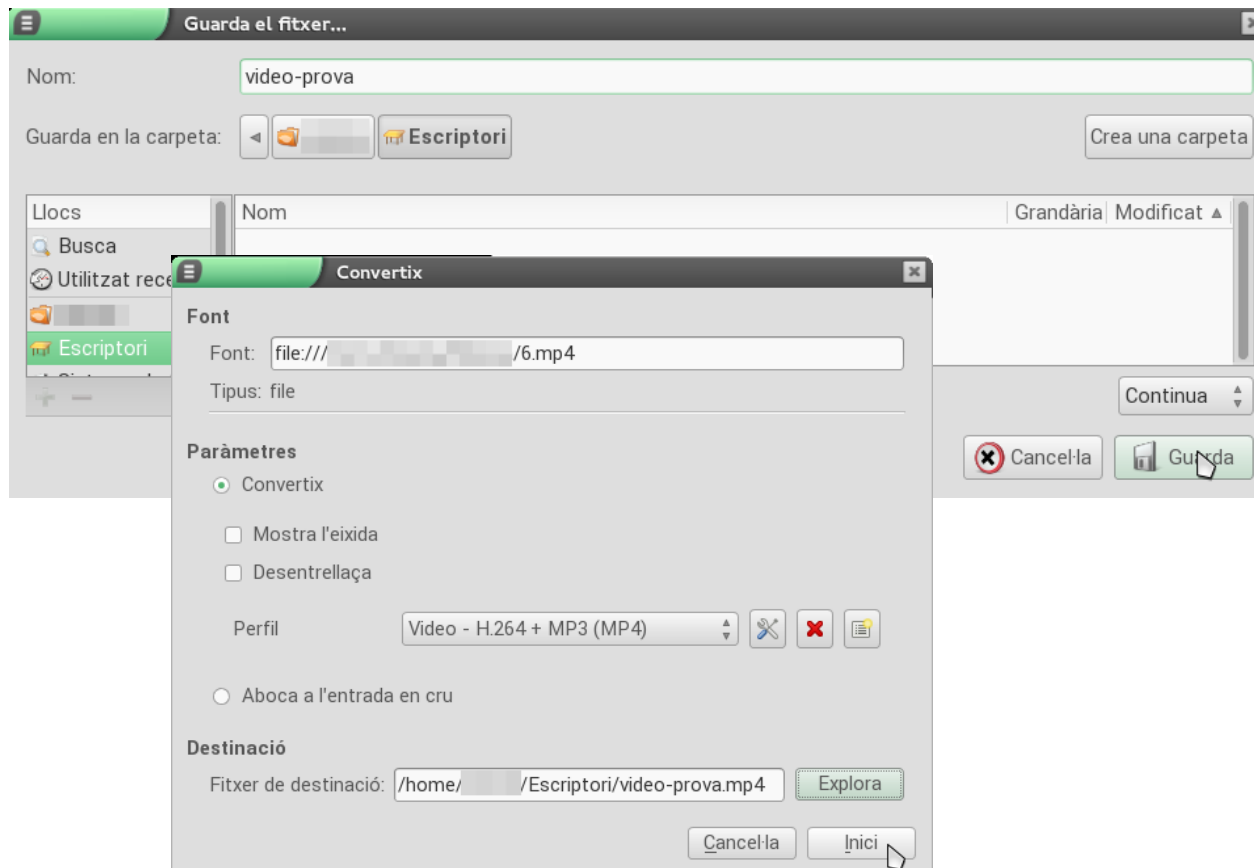 Guarda el fitxer...
Nom: video-prova
Guarda en la carpeta: Escriptori Crea una carpeta
Llocs Nom Grandària Modificat
Busca
Utilitzat
Escriptori
Continua
Cancel·la Guarda
Convertix
Font
Font: file:/// /6.mp4
Tipus: file
Paràmetres
Convertix
Mostra l'eixida
Desentrellaça
Perfil Video - H.264 + MP3 (MP4)
Aboca a l'entrada en cru
Destinació
Fitxer de destinació: /home/ /Escriptori/video-prova.mp4 Explora
Cancel·la Inici